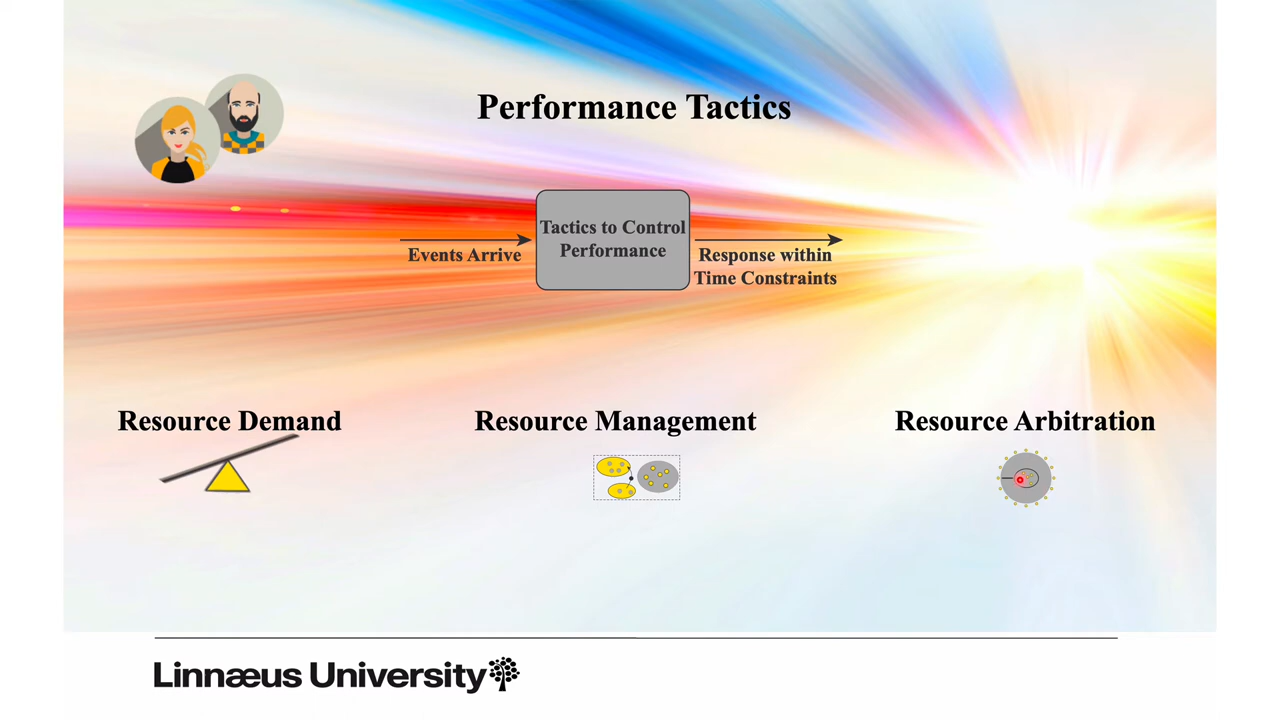 Performance Tactics
Tactics to Control
Performance
Events Arrive
Response within
Time Constraints
Resource Demand
Resource Management
Resource Arbitration
Linnæus University